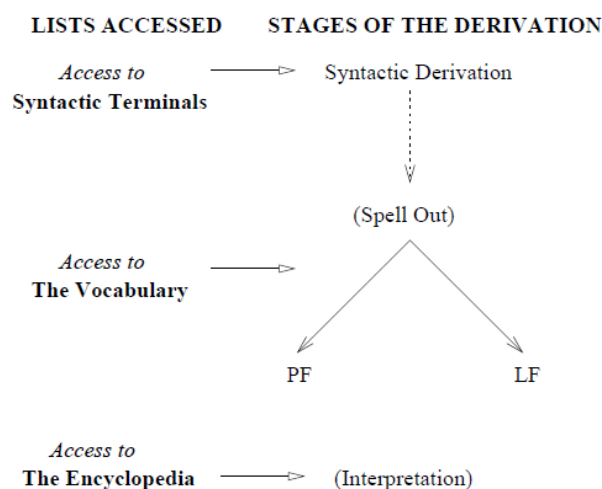 LISTS ACCESSED STAGES OF THE DERIVATION
Access to Syntactic Derivation
Syntactic Terminals
(Spell Out)
Access to
The Vocabulary
PF LF
Access to
The Encyclopedia (Interpretation)